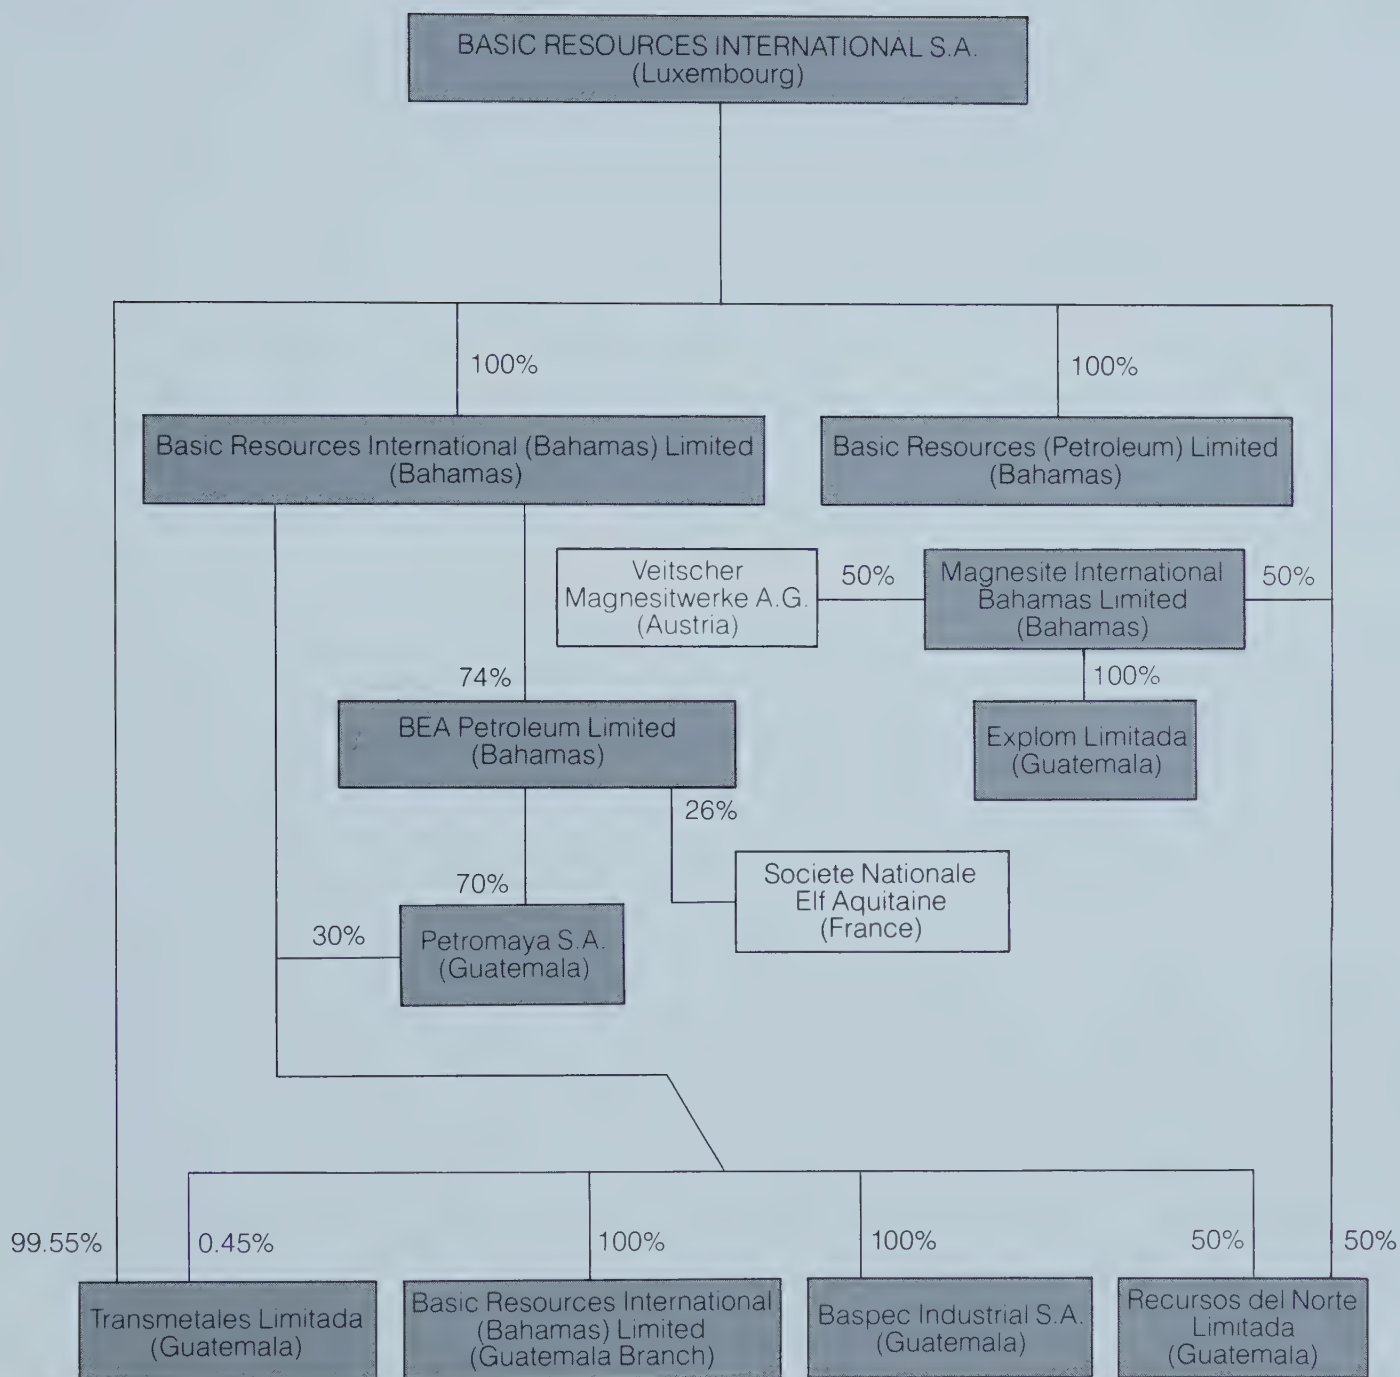 BASIC RESOURCES INTERNATIONAL S.A.
(Luxembourg)
100%
100%
Basic Resources International (Bahamas) Limited
(Bahamas)
Basic Resources (Petroleum) Limited
(Bahamas)
Veitscher
Magnesitwerke A.G.
(Austria)
50%
Magnesite International
Bahamas Limited
(Bahamas)
50%
100%
74%
BEA Petroleum Limited
(Bahamas)
Explom Limitada
(Guatemala)
26%
Societe Nationale
Elf Aquitaine
(France)
70%
30%
Petromaya S.A.
(Guatemala)
99.55%
0.45%
100%
100%
50%
50%
Transmetales Limitada
(Guatemala)
Basic Resources International
(Bahamas) Limited
(Guatemala Branch)
Baspec Industrial S.A.
(Guatemala)
Recursos del Norte
Limitada
(Guatemala)